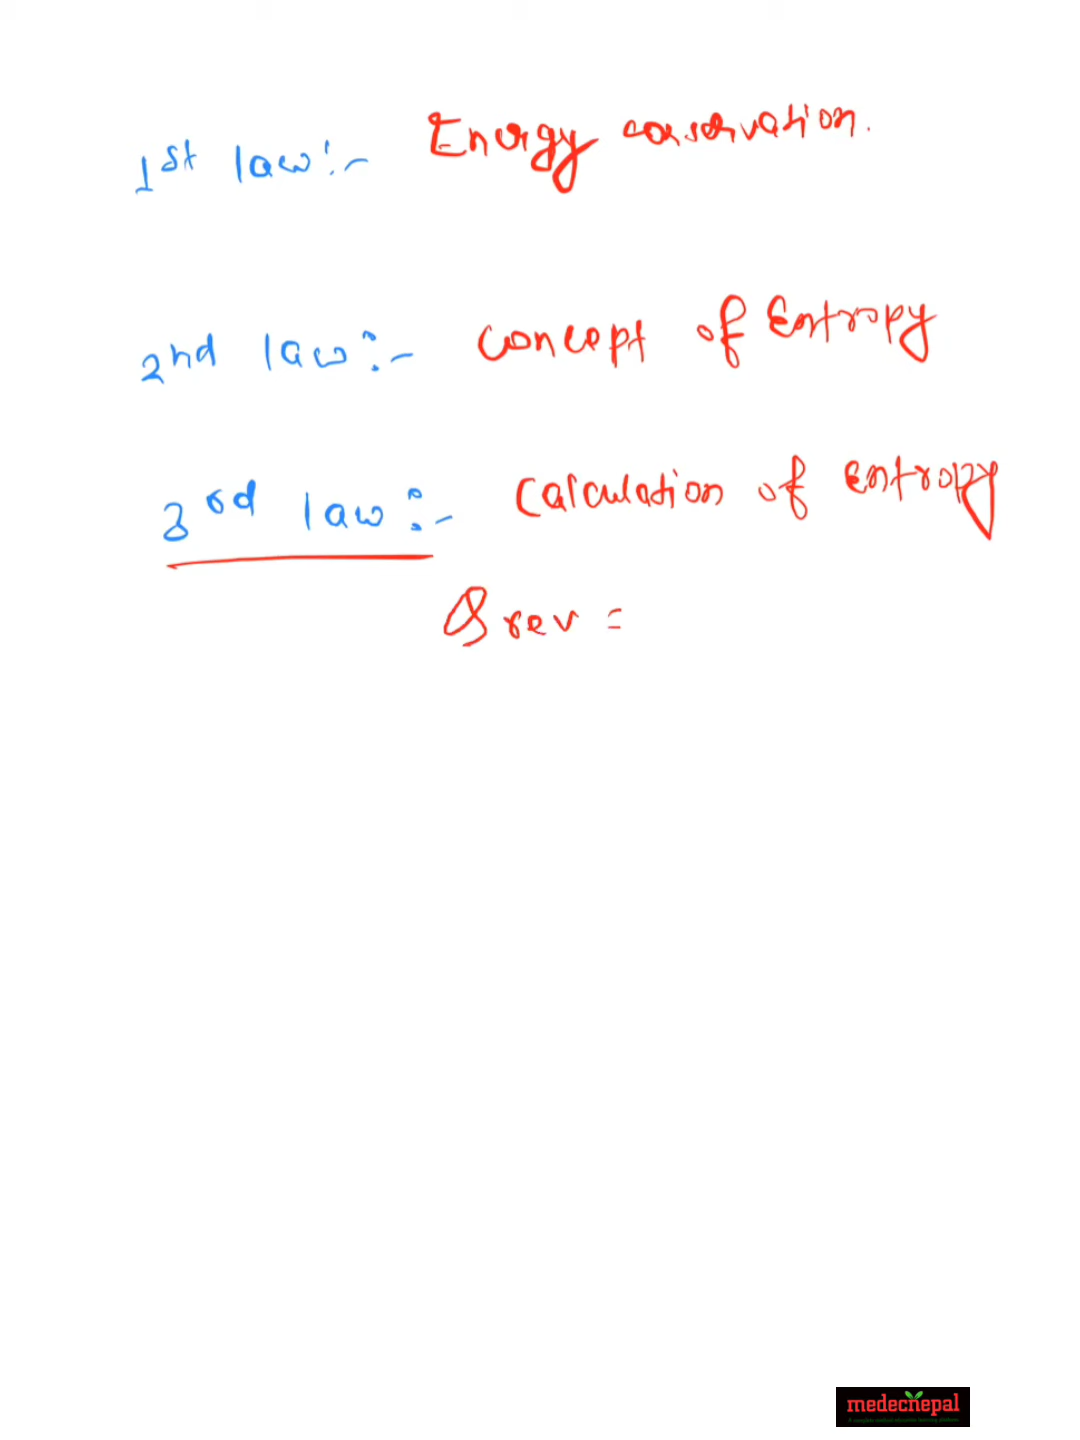 1st law:- Energy conservation.
2nd law:- concept of Entropy
3rd law:- Calculation of Entropy
Qrev =
medecnepal